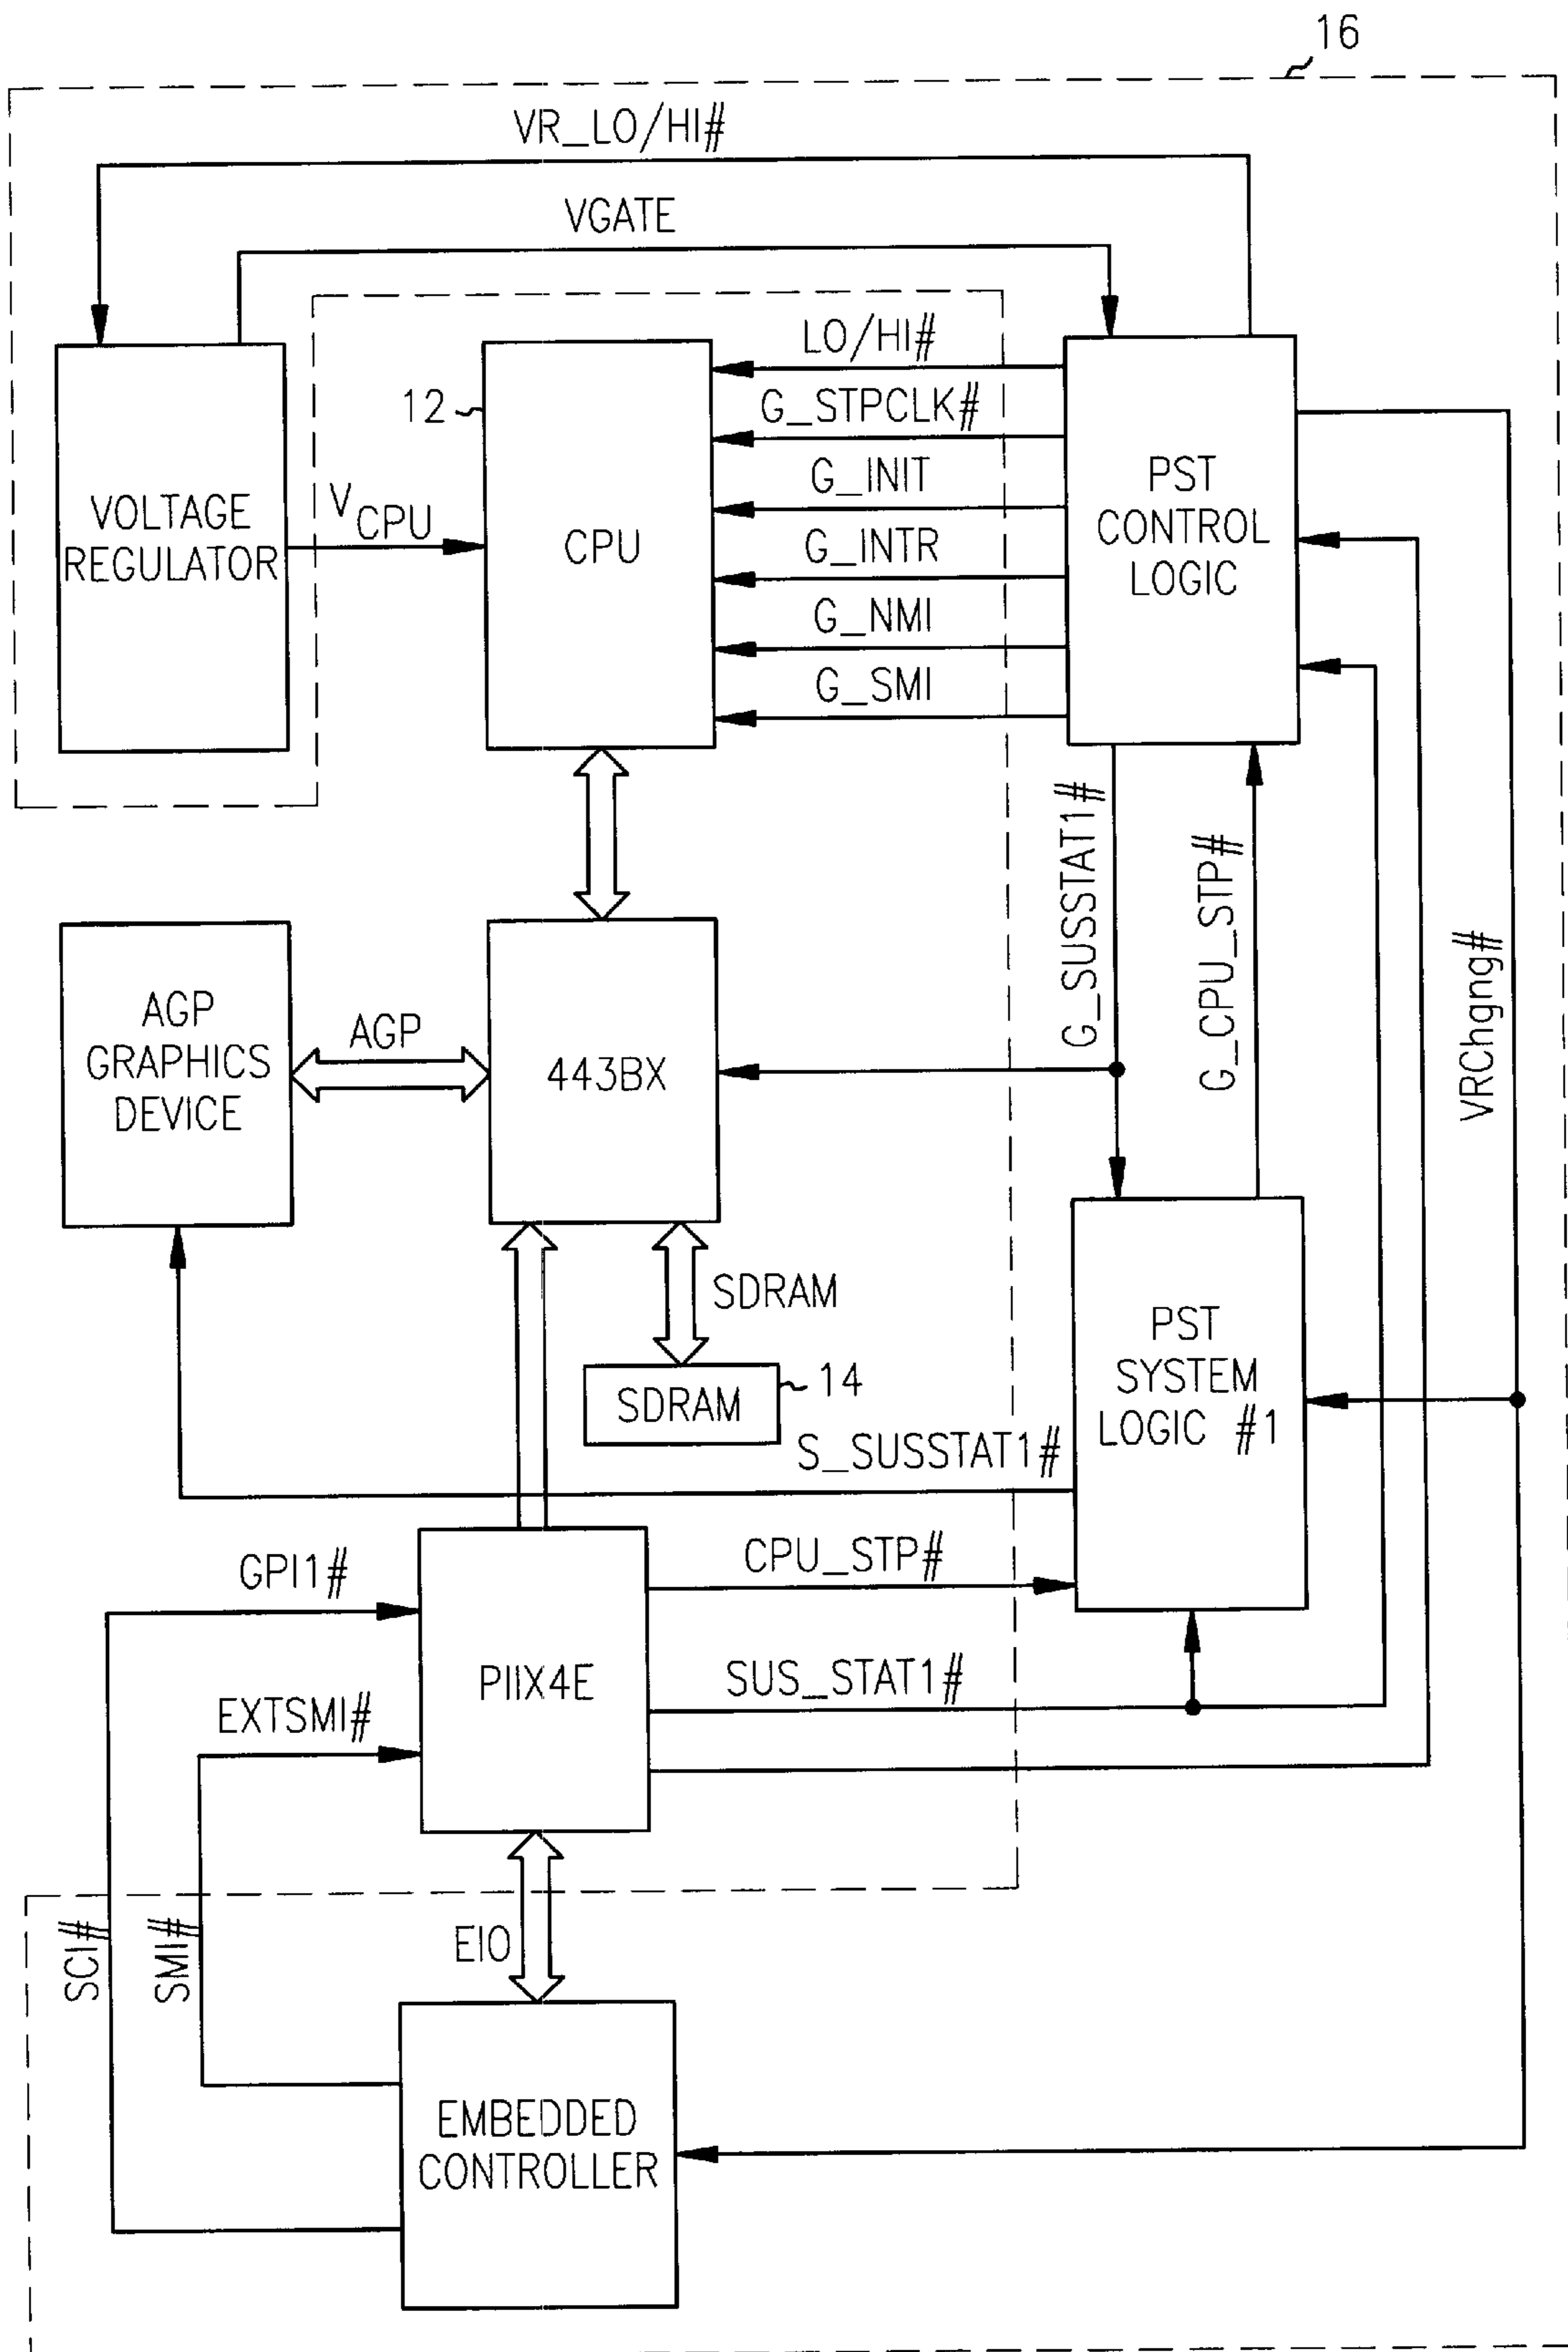 16
VR_LO/HI#
VGATE
LO/HI#
12
G_STPCLK#
G_INIT
G_INTR
G_NMI
G_SMI
VOLTAGE
REGULATOR
VCPU
CPU
PST
CONTROL
LOGIC
G_SUSSTAT1#
G_CPU_STP#
VRChgng#
AGP
GRAPHICS
DEVICE
AGP
443BX
SDRAM
SDRAM
14
PST
SYSTEM
LOGIC #1
S_SUSSTAT1#
GPI1#
CPU_STP#
PIIX4E
SUS_STAT1#
EXTSMI#
SCI#
SMI#
EIO
EMBEDDED
CONTROLLER